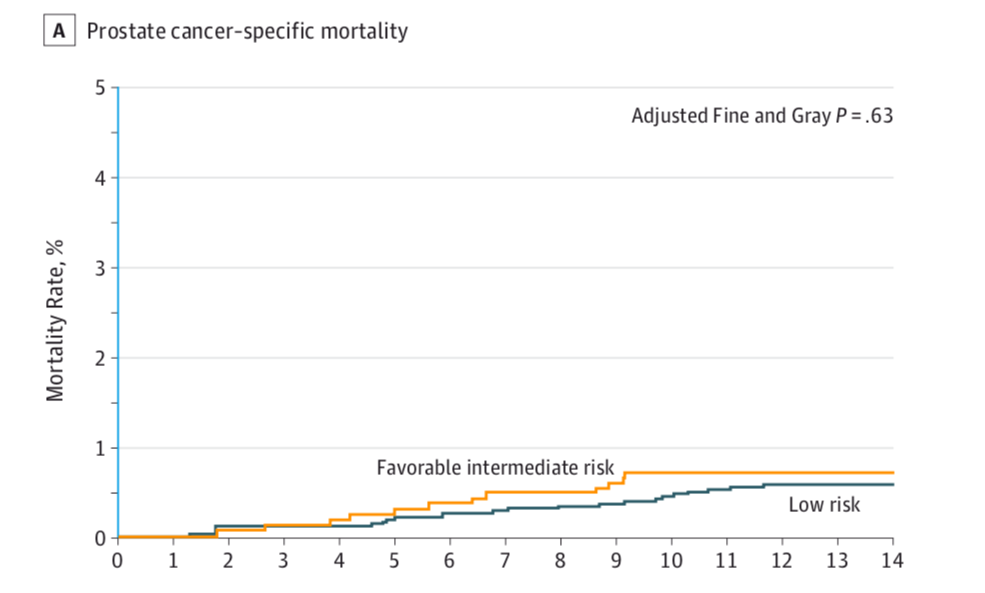 A Prostate cancer-specific mortality
5
Adjusted Fine and Gray P = .63
4
3
Mortality Rate, %
2
1
Favorable intermediate risk
Low risk
0
0 1 2 3 4 5 6 7 8 9 10 11 12 13 14